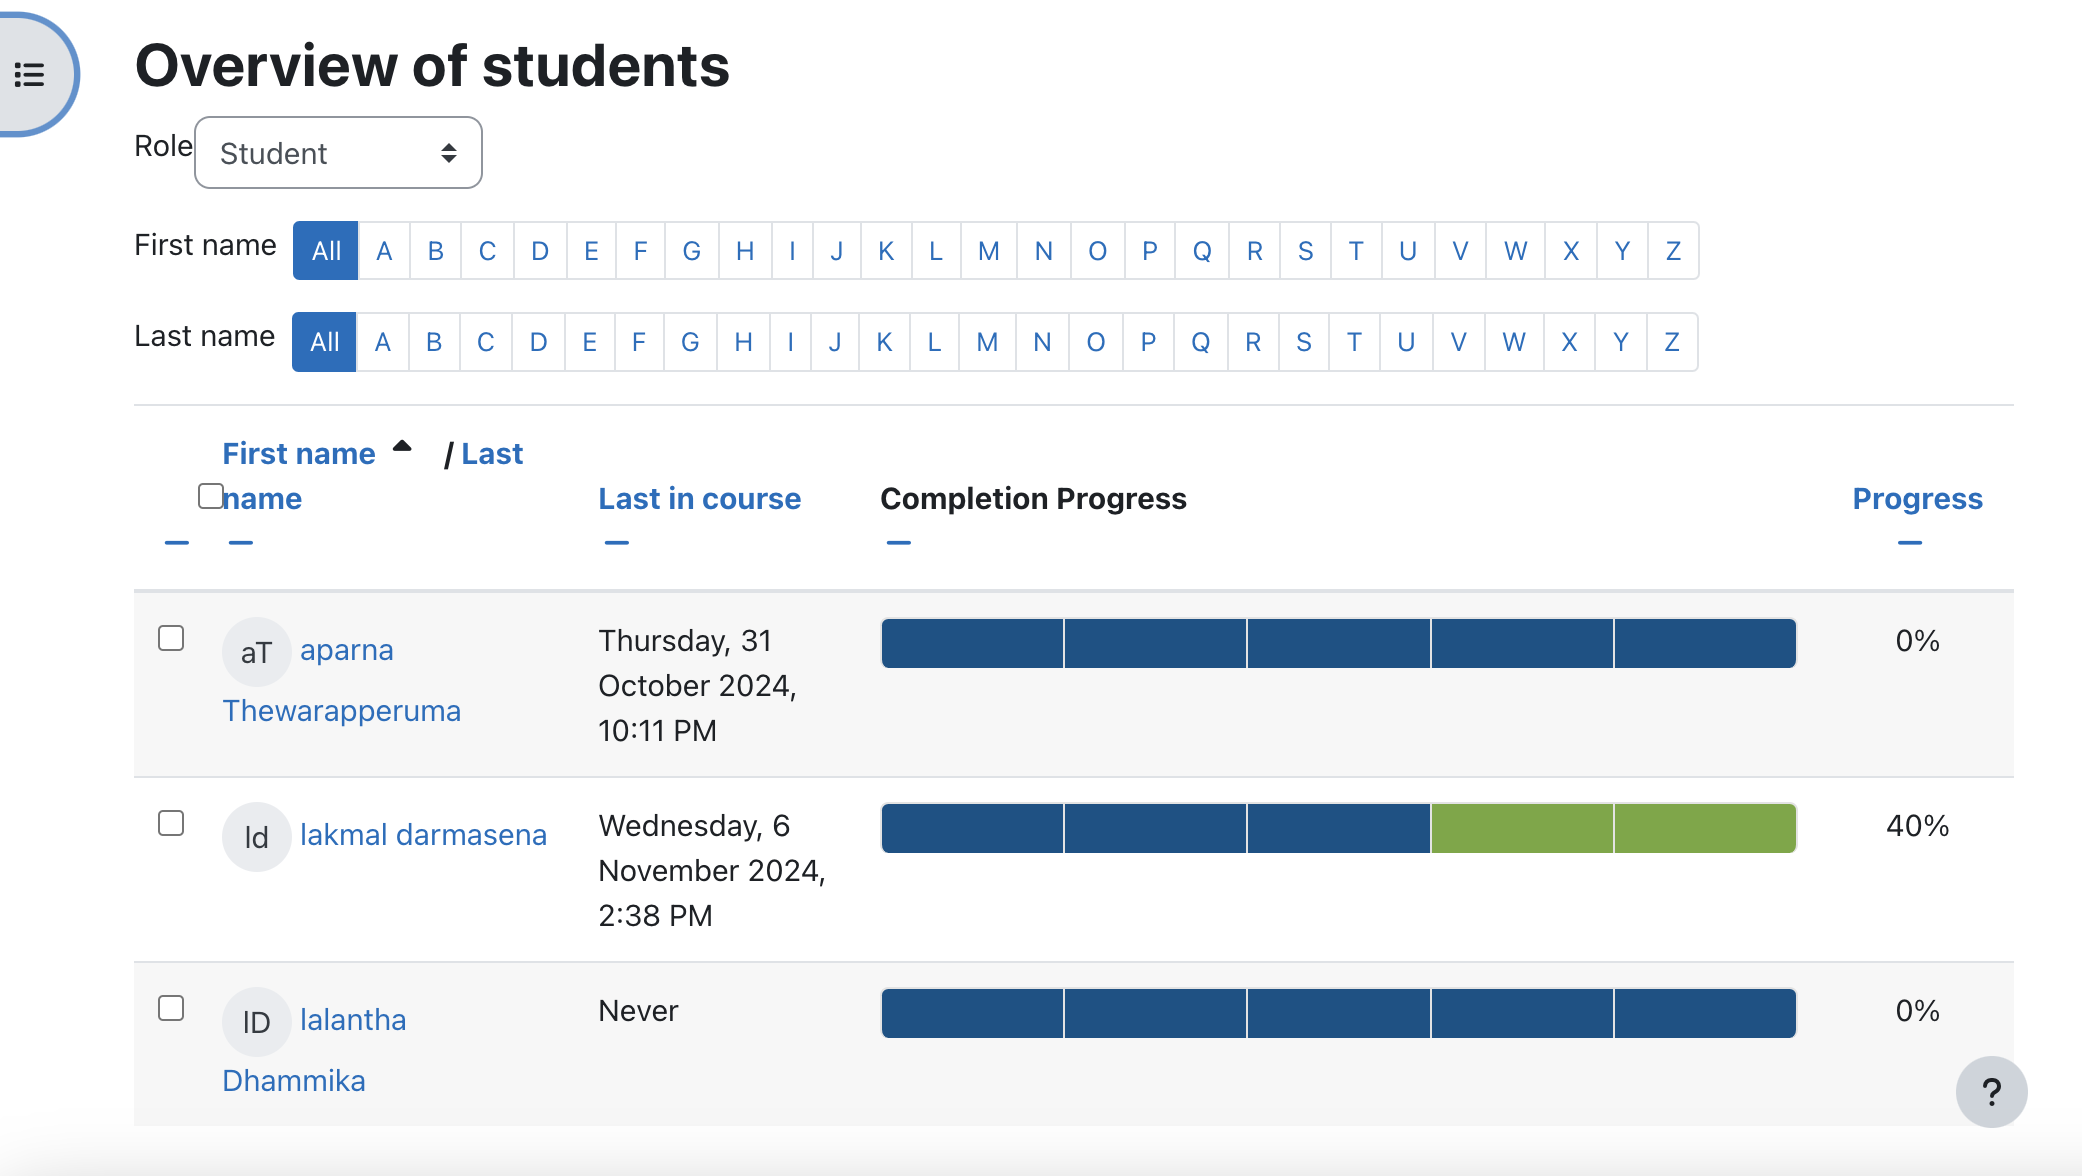 Overview of students
Role Student
First name All A B C D E F G H I J K L M N O P Q R S T U V W X Y Z
Last name All A B C D E F G H I J K L M N O P Q R S T U V W X Y Z
First name / Last
name Last in course Completion Progress Progress
aT aparna
Thewarapperuma
Thursday, 31
October 2024,
10:11 PM
0%
ld lakmal darmasena
Wednesday, 6
November 2024,
2:38 PM
40%
lD lalantha
Dhammika
Never
0%
?